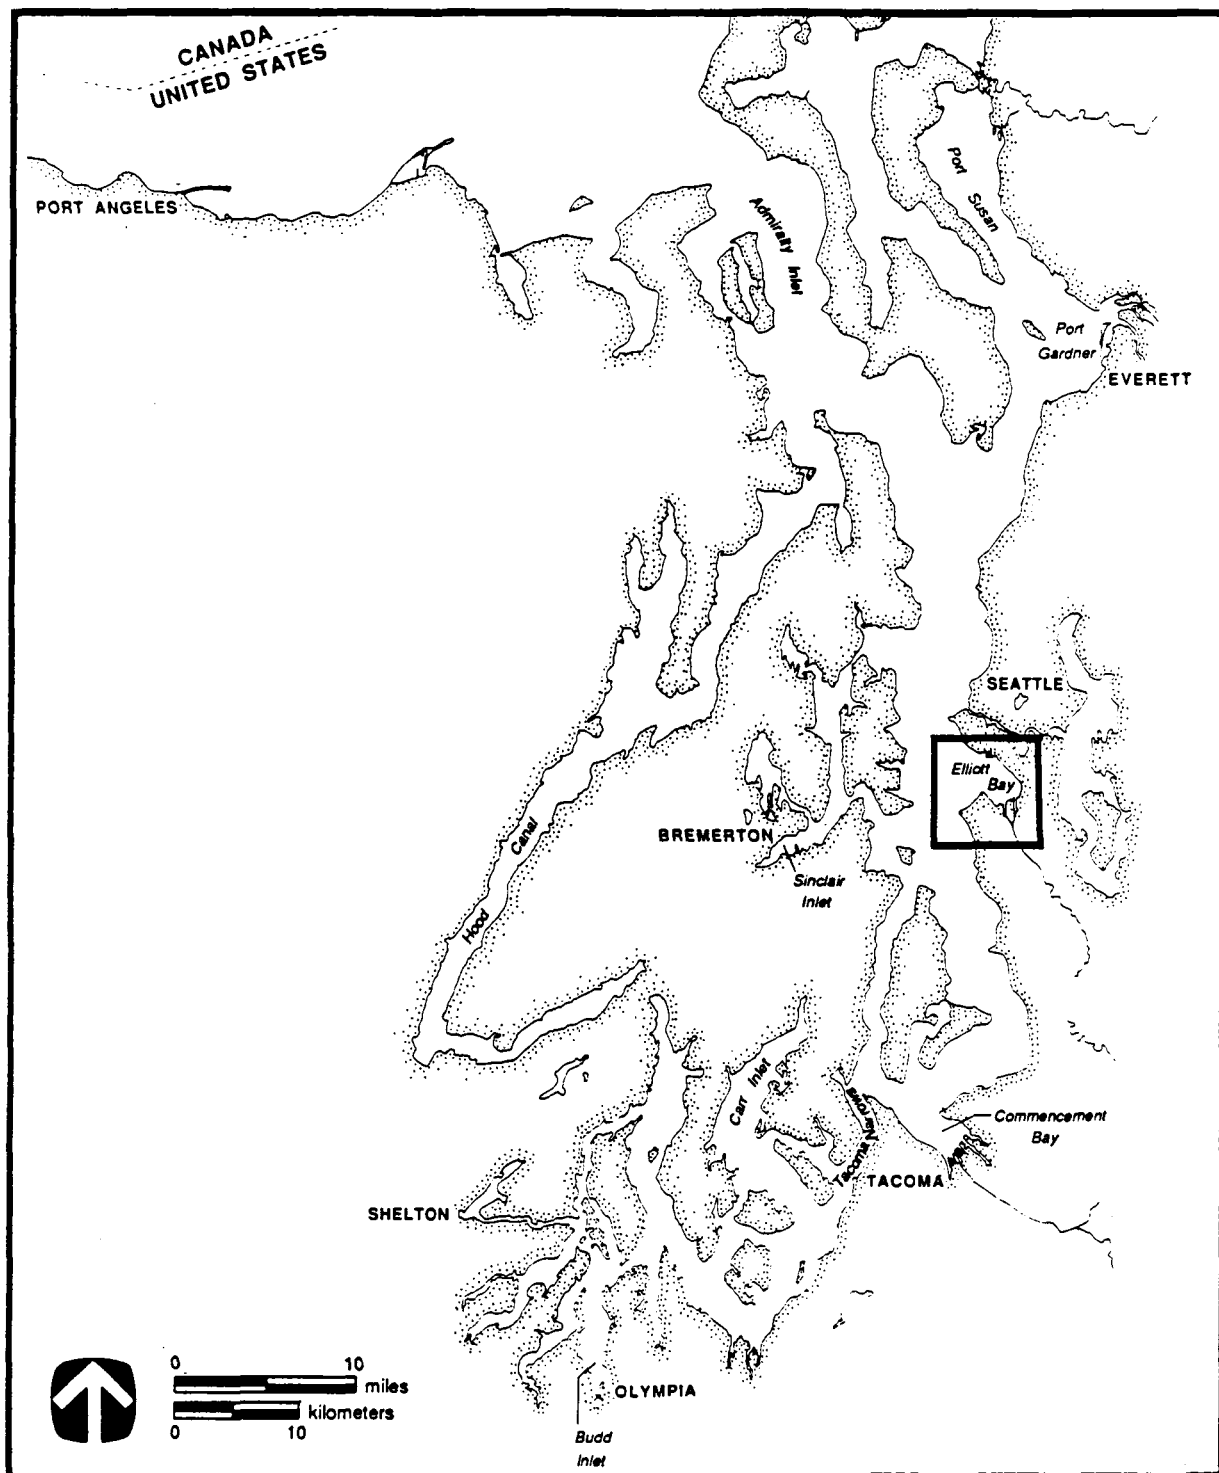 CANADA
UNITED STATES
PORT ANGELES
Port
Susan
Admiralty Inlet
Port
Gardner
EVERETT
SEATTLE
Elliott
Bay
BREMERTON
Sinclair
Inlet
Hood Canal
Carr Inlet
Tacoma Narrows
Commencement
Bay
TACOMA
SHELTON
0 10
miles
kilometers
0 10
OLYMPIA
Budd
Inlet